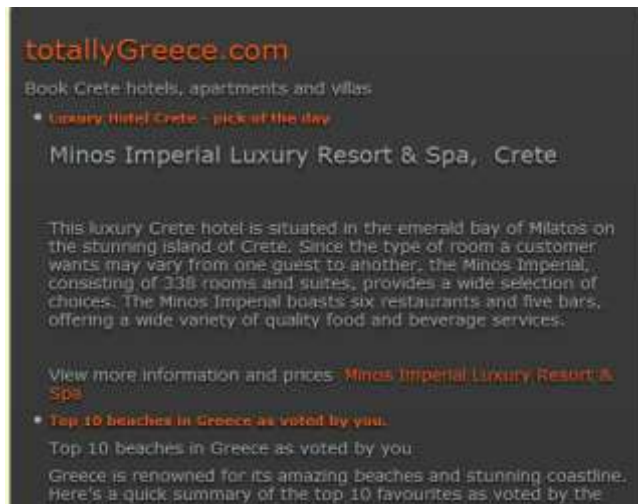 totallyGreece.com
Book Crete hotels, apartments and villas
Luxury Hotel Crete - pick of the day
Minos Imperial Luxury Resort & Spa, Crete
This luxury Crete hotel is situated in the emerald bay of Milatos on
the stunning island of Crete. Since the type of room a customer
wants may vary from one guest to another, the Minos Imperial,
consisting of 338 rooms and suites, provides a wide selection of
choices. The Minos Imperial boasts six restaurants and five bars,
offering a wide variety of quality food and beverage services.
View more information and prices Minos Imperial Luxury Resort &
Spa
Top 10 beaches in Greece as voted by you.
Top 10 beaches in Greece as voted by you
Greece is renowned for its amazing beaches and stunning coastline.
Here's a quick summary of the top 10 favourites as voted by the